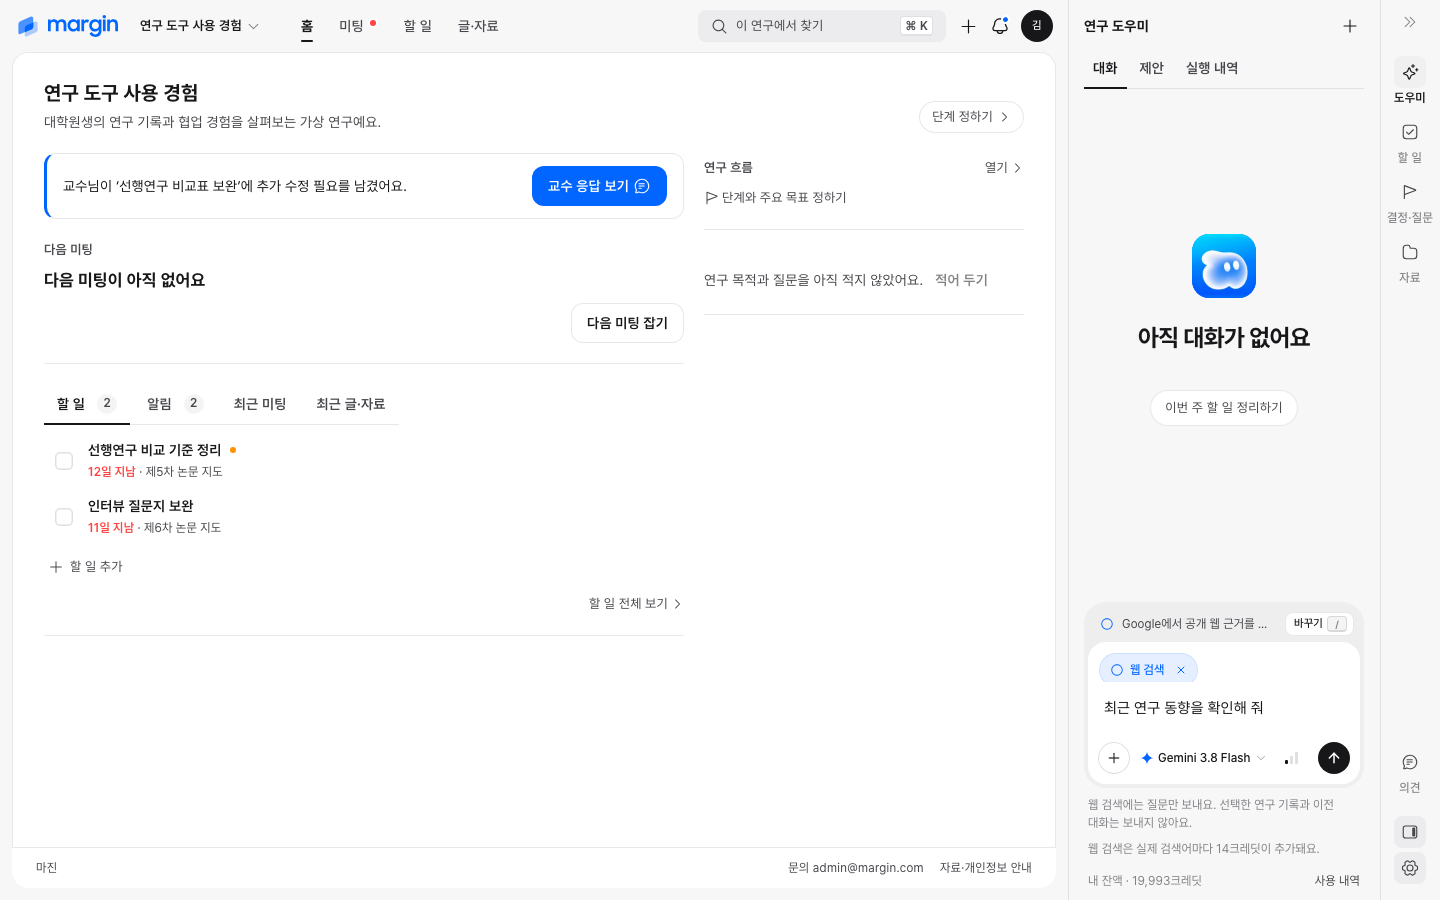 margin
연구 도구 사용 경험
홈
미팅
할 일
글·자료
이 연구에서 찾기
⌘ K
김
연구 도구 사용 경험
대학원생의 연구 기록과 협업 경험을 살펴보는 가상 연구예요.
단계 정하기
교수님이 ‘선행연구 비교표 보완’에 추가 수정 필요를 남겼어요.
교수 응답 보기
다음 미팅
다음 미팅이 아직 없어요
다음 미팅 잡기
연구 흐름
열기
단계와 주요 목표 정하기
연구 목적과 질문을 아직 적지 않았어요. 적어 두기
할 일 2
알림 2
최근 미팅
최근 글·자료
선행연구 비교 기준 정리
12일 지남 · 제5차 논문 지도
인터뷰 질문지 보완
11일 지남 · 제6차 논문 지도
할 일 추가
할 일 전체 보기
마진
문의 admin@margin.com
자료·개인정보 안내
연구 도우미
대화
제안
실행 내역
아직 대화가 없어요
이번 주 할 일 정리하기
Google에서 공개 웹 근거를 ...
바꾸기 /
웹 검색
최근 연구 동향을 확인해 줘
Gemini 3.8 Flash
웹 검색에는 질문만 보내요. 선택한 연구 기록과 이전
대화는 보내지 않아요.
웹 검색은 실제 검색어마다 14크레딧이 추가돼요.
내 잔액 · 19,993크레딧
사용 내역
도우미
할 일
결정·질문
자료
의견